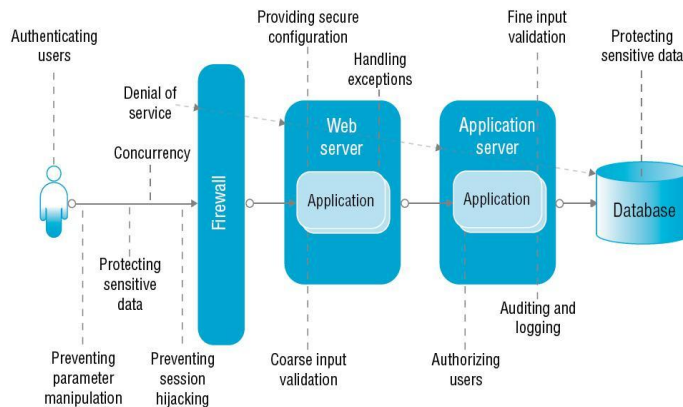 Authenticating
users
Providing secure
configuration
Fine input
validation
Protecting
sensitive data
Handling
exceptions
Denial of
service
Concurrency
Firewall
Web
server
Application
Application
server
Application
Database
Protecting
sensitive
data
Preventing
parameter
manipulation
Preventing
session
hijacking
Coarse input
validation
Authorizing
users
Auditing and
logging